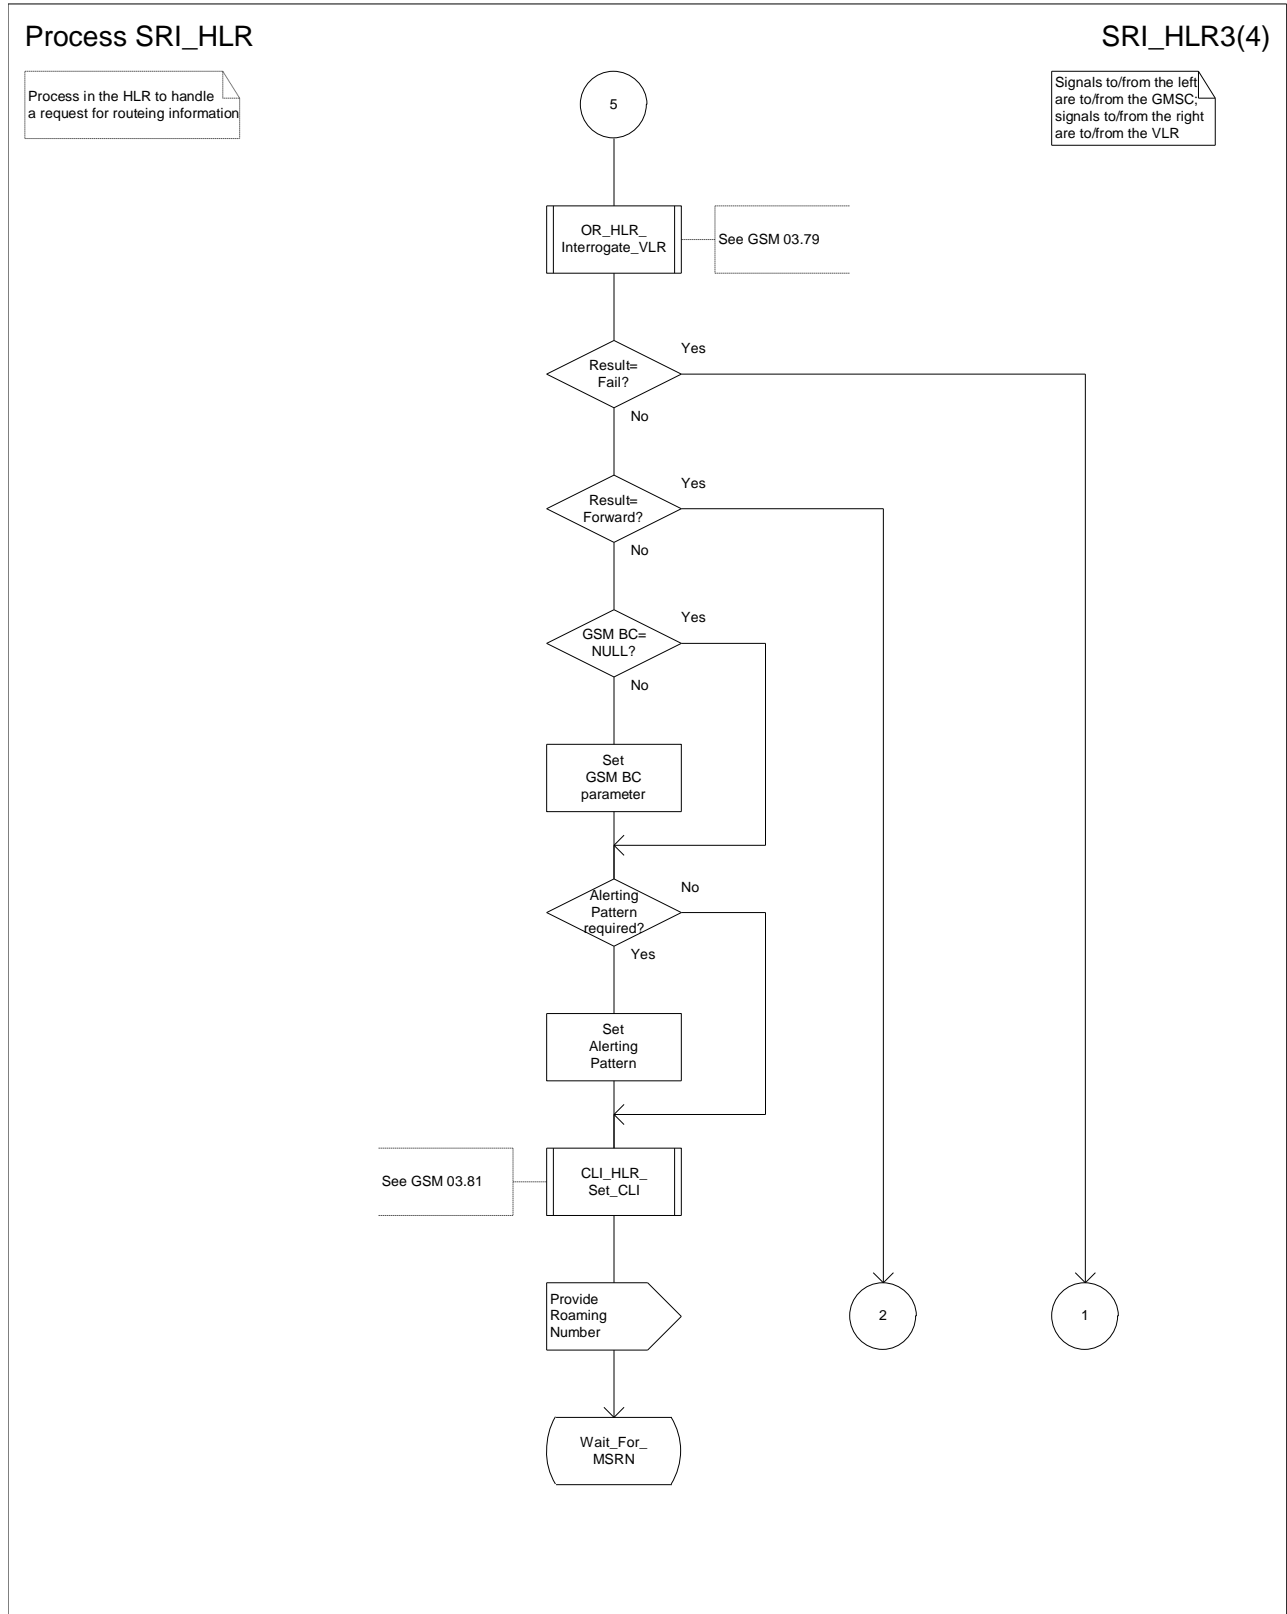 Process SRI_HLR
SRI_HLR3(4)
Process in the HLR to handle
a request for routeing information
5
Signals to/from the left
are to/from the GMSC;
signals to/from the right
are to/from the VLR
OR_HLR_
Interrogate_VLR
See GSM 03.79
Result=
Fail?
Yes
No
Result=
Forward?
Yes
No
GSM BC=
NULL?
Yes
No
Set
GSM BC
parameter
Alerting
Pattern
required?
No
Yes
Set
Alerting
Pattern
See GSM 03.81
CLI_HLR_
Set_CLI
Provide
Roaming
Number
2
1
Wait_For_
MSRN